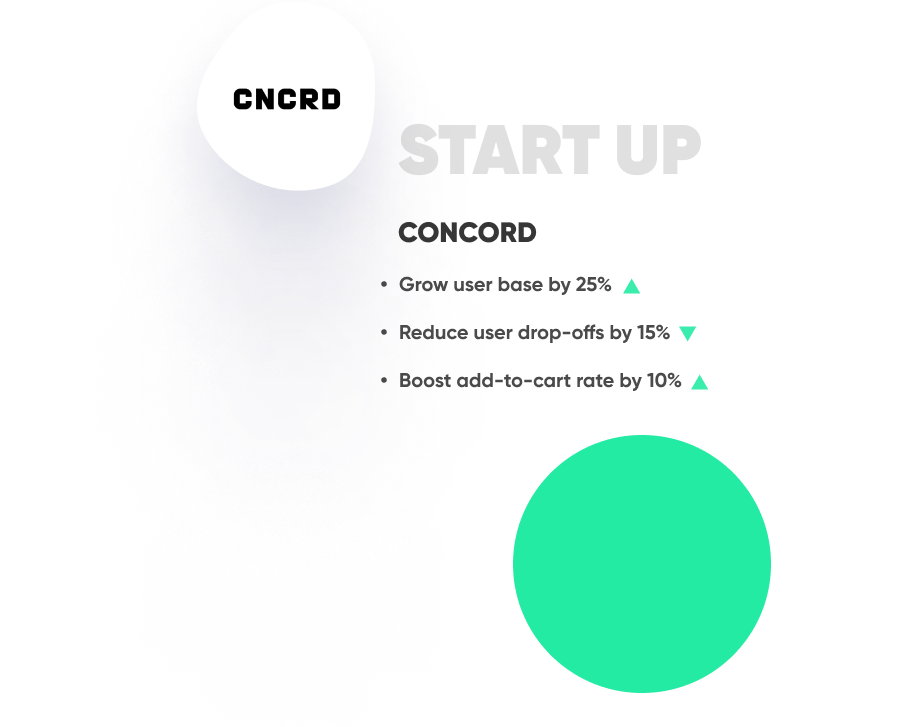 CNCRD
START UP
CONCORD
• Grow user base by 25% ▲
• Reduce user drop-offs by 15% ▼
• Boost add-to-cart rate by 10% ▲